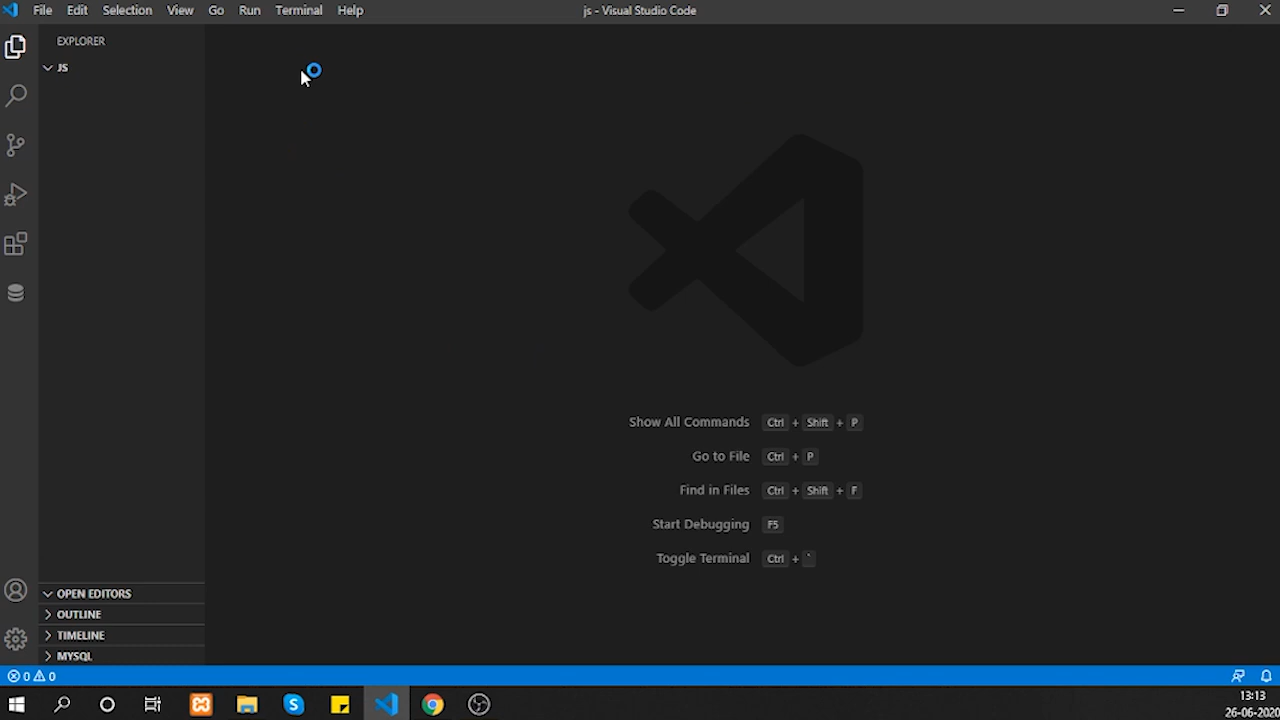 File Edit Selection View Go Run Terminal Help js - Visual Studio Code
EXPLORER
JS
Show All Commands Ctrl + Shift + P
Go to File Ctrl + P
Find in Files Ctrl + Shift + F
Start Debugging F5
Toggle Terminal Ctrl + `
OPEN EDITORS
OUTLINE
TIMELINE
MYSQL
0 0
13:13
26-06-2020